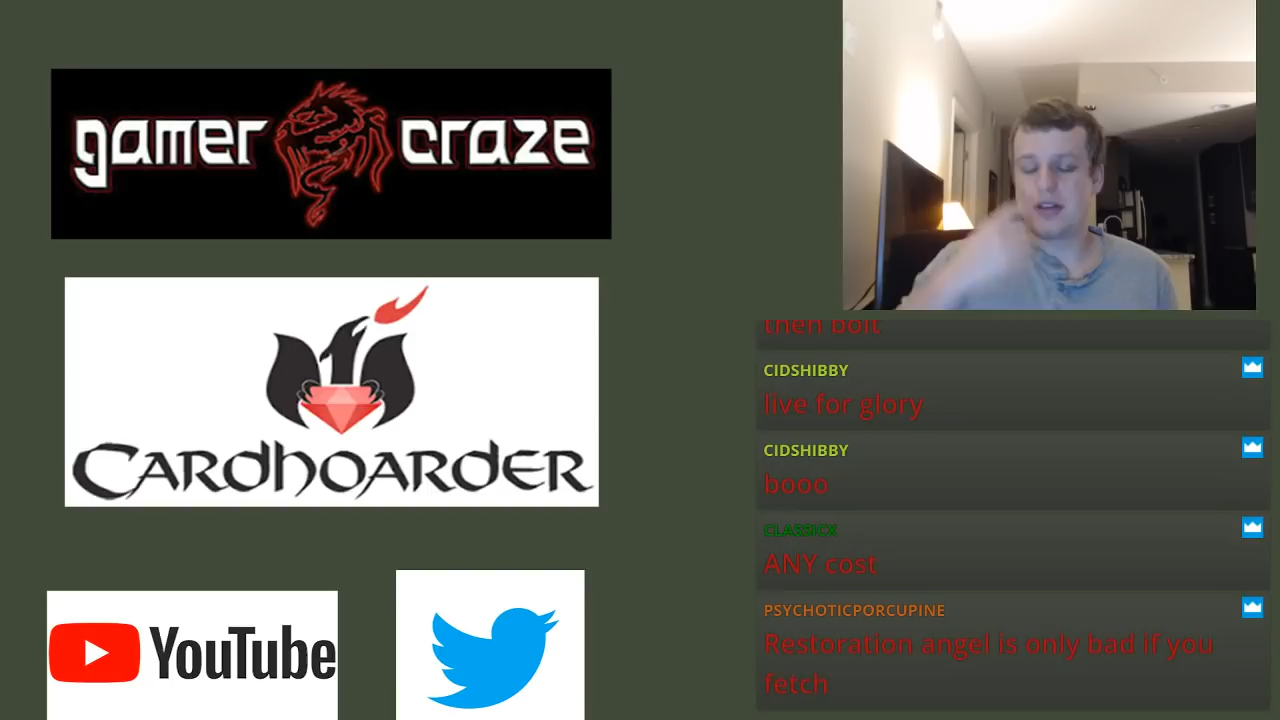 gamer craze
CARDHOARDER
YouTube
then bolt
CIDSHIBBY
live for glory
CIDSHIBBY
booo
CLASSICX
ANY cost
PSYCHOTICPORCUPINE
Restoration angel is only bad if you
fetch